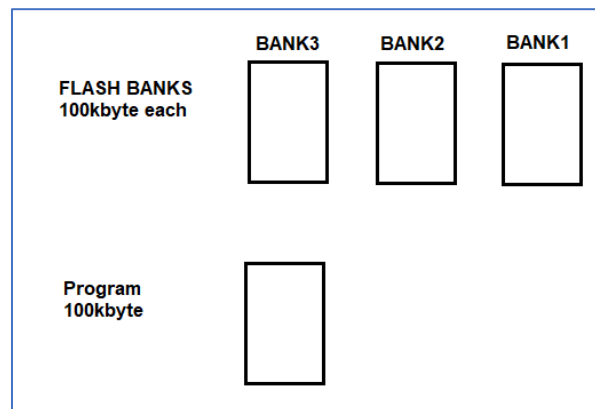 BANK3 BANK2 BANK1
FLASH BANKS
100kbyte each
Program
100kbyte